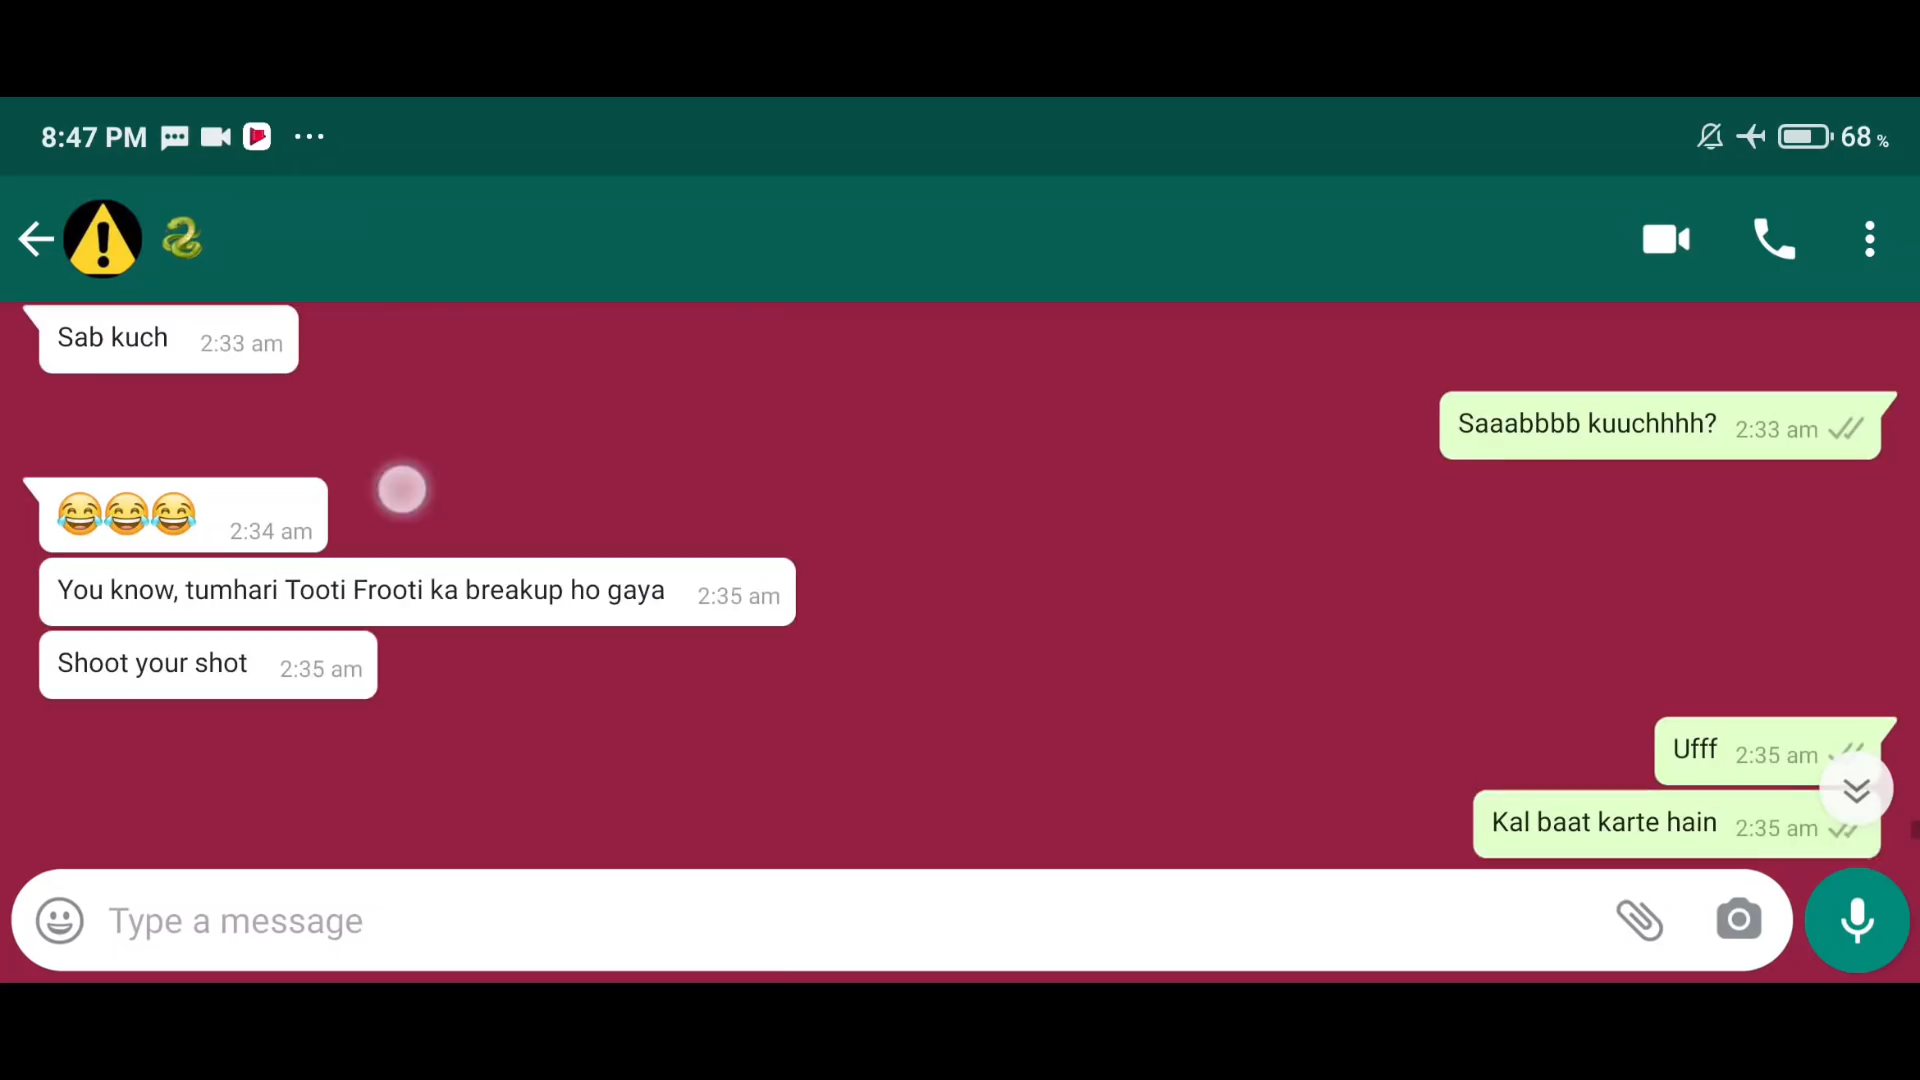 8:47 PM
68 %
Sab kuch 2:33 am
Saaabbbb kuuchhhh? 2:33 am
😂😂😂 2:34 am
You know, tumhari Tooti Frooti ka breakup ho gaya 2:35 am
Shoot your shot 2:35 am
Ufff 2:35 am
Kal baat karte hain 2:35 am
Type a message